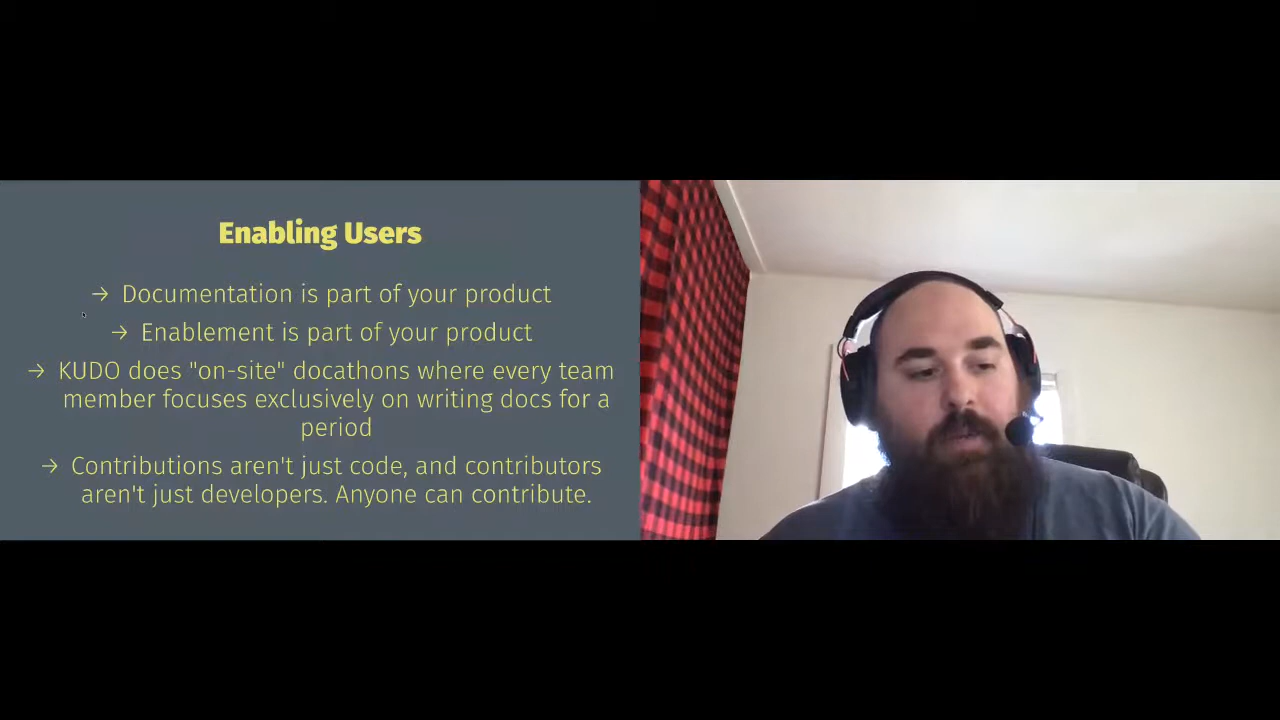 Enabling Users
→ Documentation is part of your product
→ Enablement is part of your product
→ KUDO does "on-site" docathons where every team
member focuses exclusively on writing docs for a
period
→ Contributions aren't just code, and contributors
aren't just developers. Anyone can contribute.